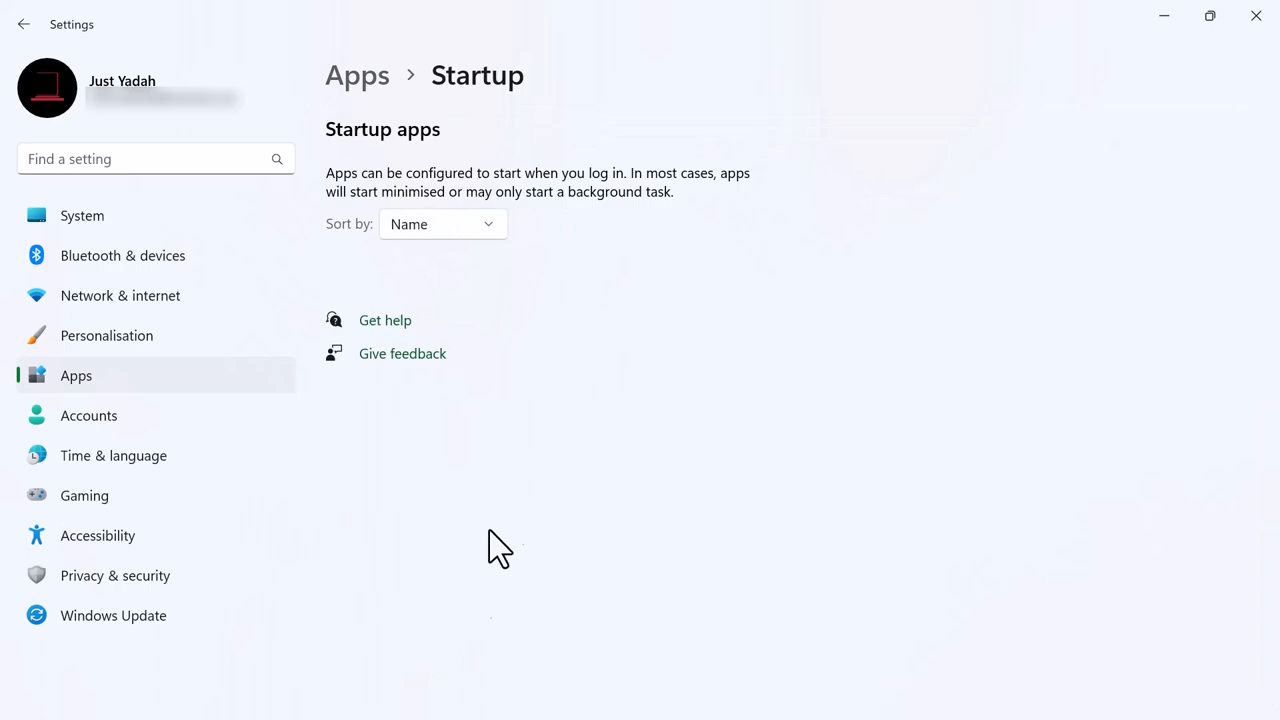 Settings
Just Yadah
Find a setting
System
Bluetooth & devices
Network & internet
Personalisation
Apps
Accounts
Time & language
Gaming
Accessibility
Privacy & security
Windows Update
Apps > Startup
Startup apps
Apps can be configured to start when you log in. In most cases, apps
will start minimised or may only start a background task.
Sort by: Name
Get help
Give feedback